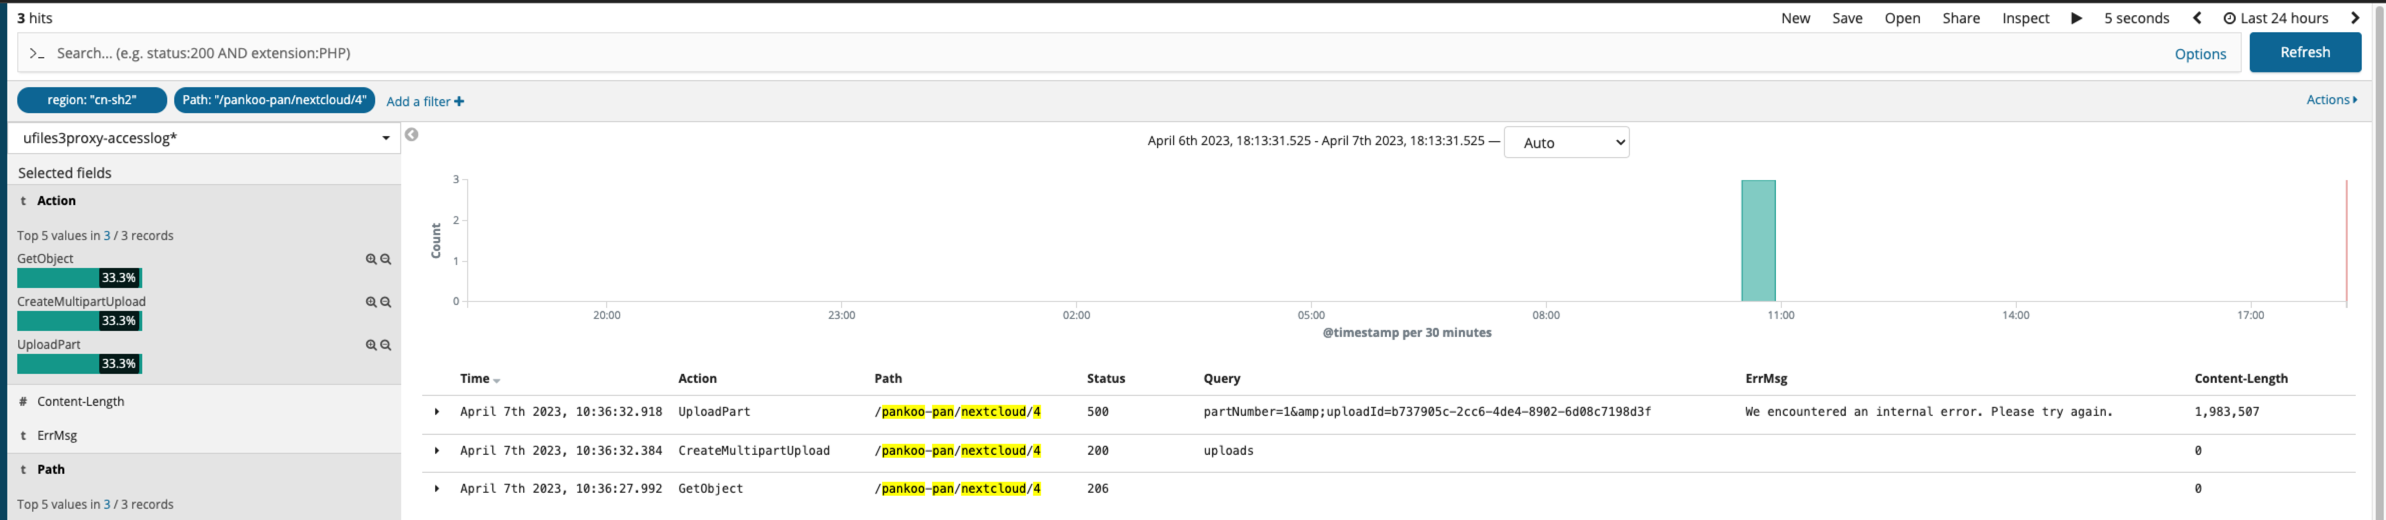 3 hits
New Save Open Share Inspect 5 seconds Last 24 hours
>_ Search... (e.g. status:200 AND extension:PHP) Options Refresh
region: "cn-sh2" Path: "/pankoo-pan/nextcloud/4" Add a filter + Actions
ufiles3proxy-accesslog*
April 6th 2023, 18:13:31.525 - April 7th 2023, 18:13:31.525 — Auto
Selected fields
t Action
Top 5 values in 3 / 3 records
GetObject
33.3%
CreateMultipartUpload
33.3%
UploadPart
33.3%
# Content-Length
t ErrMsg
t Path
Top 5 values in 3 / 3 records
Count
3
2
1
0
20:00 23:00 02:00 05:00 08:00 11:00 14:00 17:00
@timestamp per 30 minutes
Time Action Path Status Query ErrMsg Content-Length
April 7th 2023, 10:36:32.918 UploadPart /pankoo-pan/nextcloud/4 500 partNumber=1&amp;uploadId=b737905c-2cc6-4de4-8902-6d08c7198d3f We encountered an internal error. Please try again. 1,983,507
April 7th 2023, 10:36:32.384 CreateMultipartUpload /pankoo-pan/nextcloud/4 200 uploads 0
April 7th 2023, 10:36:27.992 GetObject /pankoo-pan/nextcloud/4 206 0